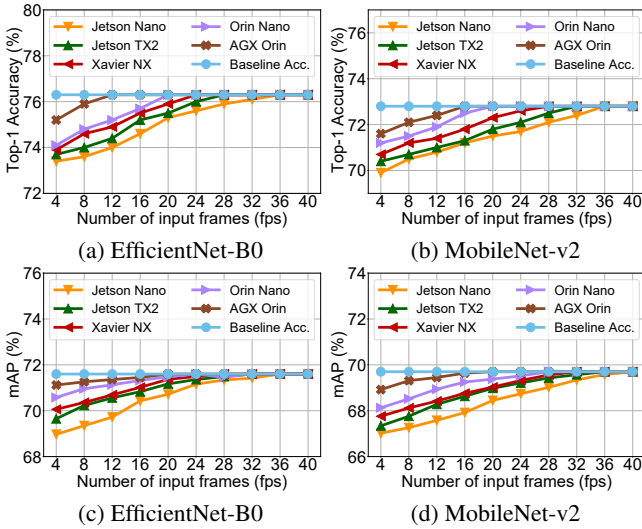 80
78
76
74
72
Top-1 Accuracy (%)
Jetson Nano
Jetson TX2
Xavier NX
Orin Nano
AGX Orin
Baseline Acc.
4 8 12 16 20 24 28 32 36 40
Number of input frames (fps)
(a) EfficientNet-B0
76
74
72
70
Top-1 Accuracy (%)
Jetson Nano
Jetson TX2
Xavier NX
Orin Nano
AGX Orin
Baseline Acc.
4 8 12 16 20 24 28 32 36 40
Number of input frames (fps)
(b) MobileNet-v2
76
74
72
70
68
mAP (%)
Jetson Nano
Jetson TX2
Xavier NX
Orin Nano
AGX Orin
Baseline Acc.
4 8 12 16 20 24 28 32 36 40
Number of input frames (fps)
(c) EfficientNet-B0
74
72
70
68
66
mAP (%)
Jetson Nano
Jetson TX2
Xavier NX
Orin Nano
AGX Orin
Baseline Acc.
4 8 12 16 20 24 28 32 36 40
Number of input frames (fps)
(d) MobileNet-v2